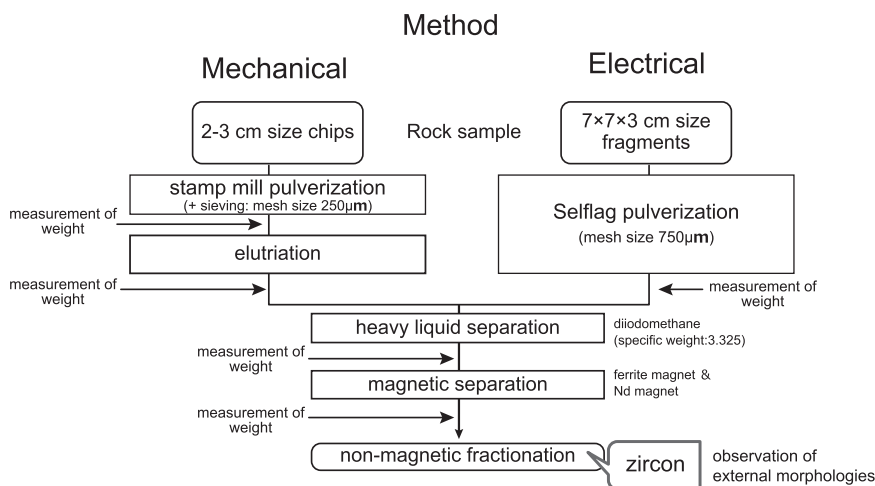 Method
Mechanical
Electrical
2-3 cm size chips
Rock sample
7×7×3 cm size
fragments
stamp mill pulverization
(+ sieving: mesh size 250μm)
Selflag pulverization
(mesh size 750μm)
measurement of
weight
elutriation
measurement of
weight
measurement of
weight
heavy liquid separation
diiodomethane
(specific weight:3.325)
measurement of
weight
magnetic separation
ferrite magnet &
Nd magnet
measurement of
weight
non-magnetic fractionation
zircon
observation of
external morphologies